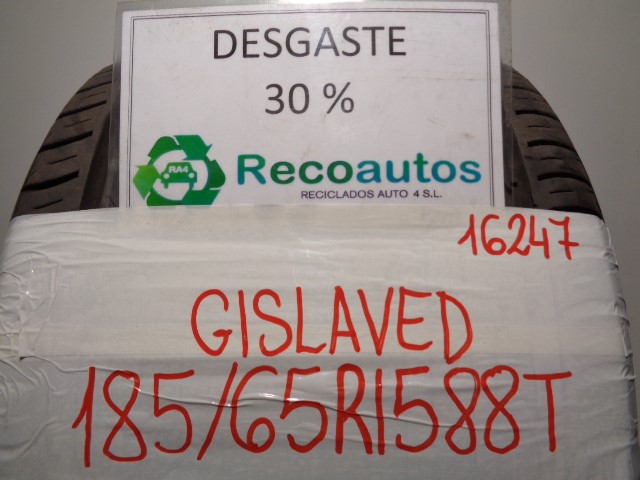 DESGASTE
30 %
RA4
Recoautos
RECICLADOS AUTO 4 S.L.
16247
GISLAVED
185/65R1588T